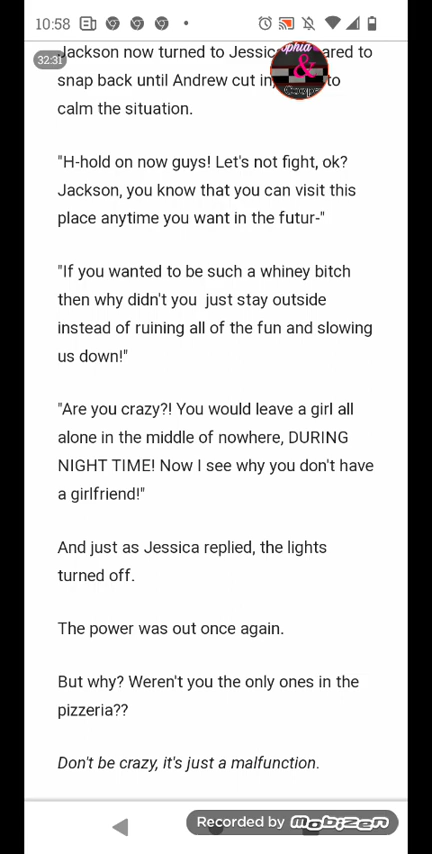 10:58
32:31
Jackson now turned to
snap back until Andrew cut in, to
calm the situation.
"H-hold on now guys! Let's not fight, ok?
Jackson, you know that you can visit this
place anytime you want in the futur-"
"If you wanted to be such a whiney bitch
then why didn't you  just stay outside
instead of ruining all of the fun and slowing
us down!"
"Are you crazy?! You would leave a girl all
alone in the middle of nowhere, DURING
NIGHT TIME! Now I see why you don't have
a girlfriend!"
And just as Jessica replied, the lights
turned off.
The power was out once again.
But why? Weren't you the only ones in the
pizzeria??
Don't be crazy, it's just a malfunction.
Recorded by Mobizen